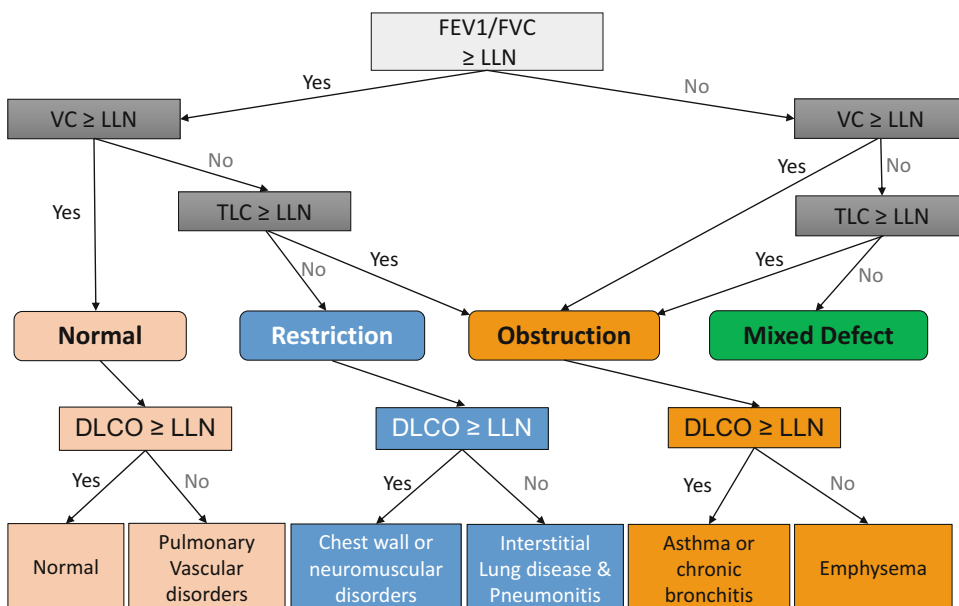 FEV1/FVC
≥ LLN
Yes
No
VC ≥ LLN
VC ≥ LLN
No
Yes
No
Yes
TLC ≥ LLN
TLC ≥ LLN
No
Yes
Yes
No
Normal
Restriction
Obstruction
Mixed Defect
DLCO ≥ LLN
DLCO ≥ LLN
DLCO ≥ LLN
Yes
No
Yes
No
Yes
No
Normal
Pulmonary
Vascular
disorders
Chest wall or
neuromuscular
disorders
Interstitial
Lung disease &
Pneumonitis
Asthma or
chronic
bronchitis
Emphysema